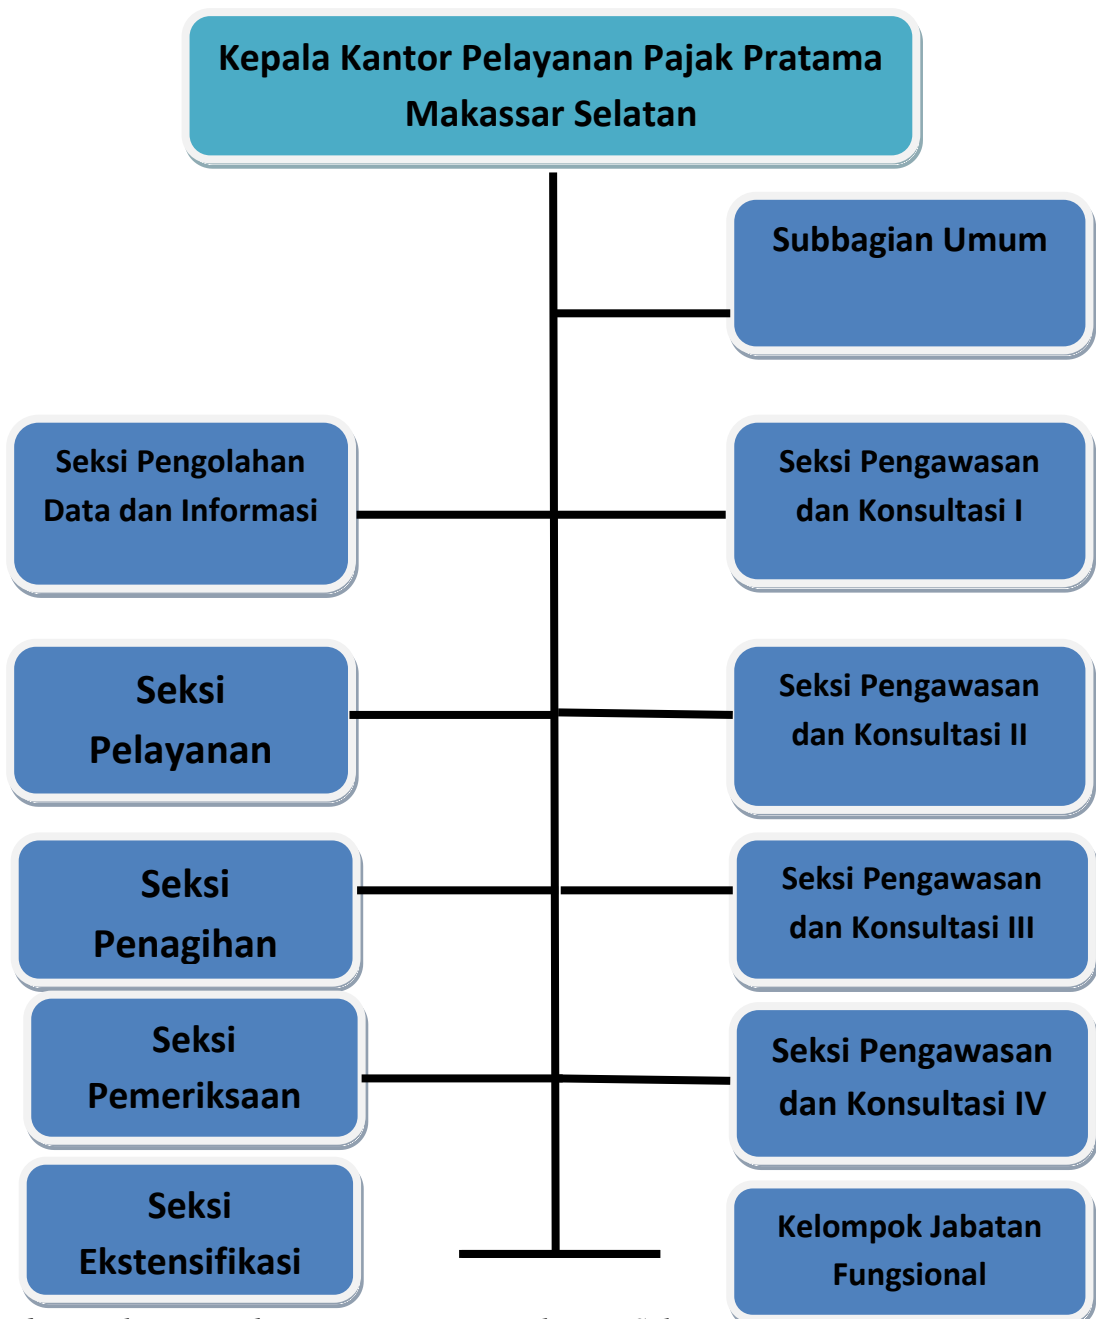 Kepala Kantor Pelayanan Pajak Pratama
Makassar Selatan
Subbagian Umum
Seksi Pengolahan
Data dan Informasi
Seksi Pengawasan
dan Konsultasi I
Seksi
Pelayanan
Seksi Pengawasan
dan Konsultasi II
Seksi
Penagihan
Seksi Pengawasan
dan Konsultasi III
Seksi
Pemeriksaan
Seksi Pengawasan
dan Konsultasi IV
Seksi
Ekstensifikasi
Kelompok Jabatan
Fungsional